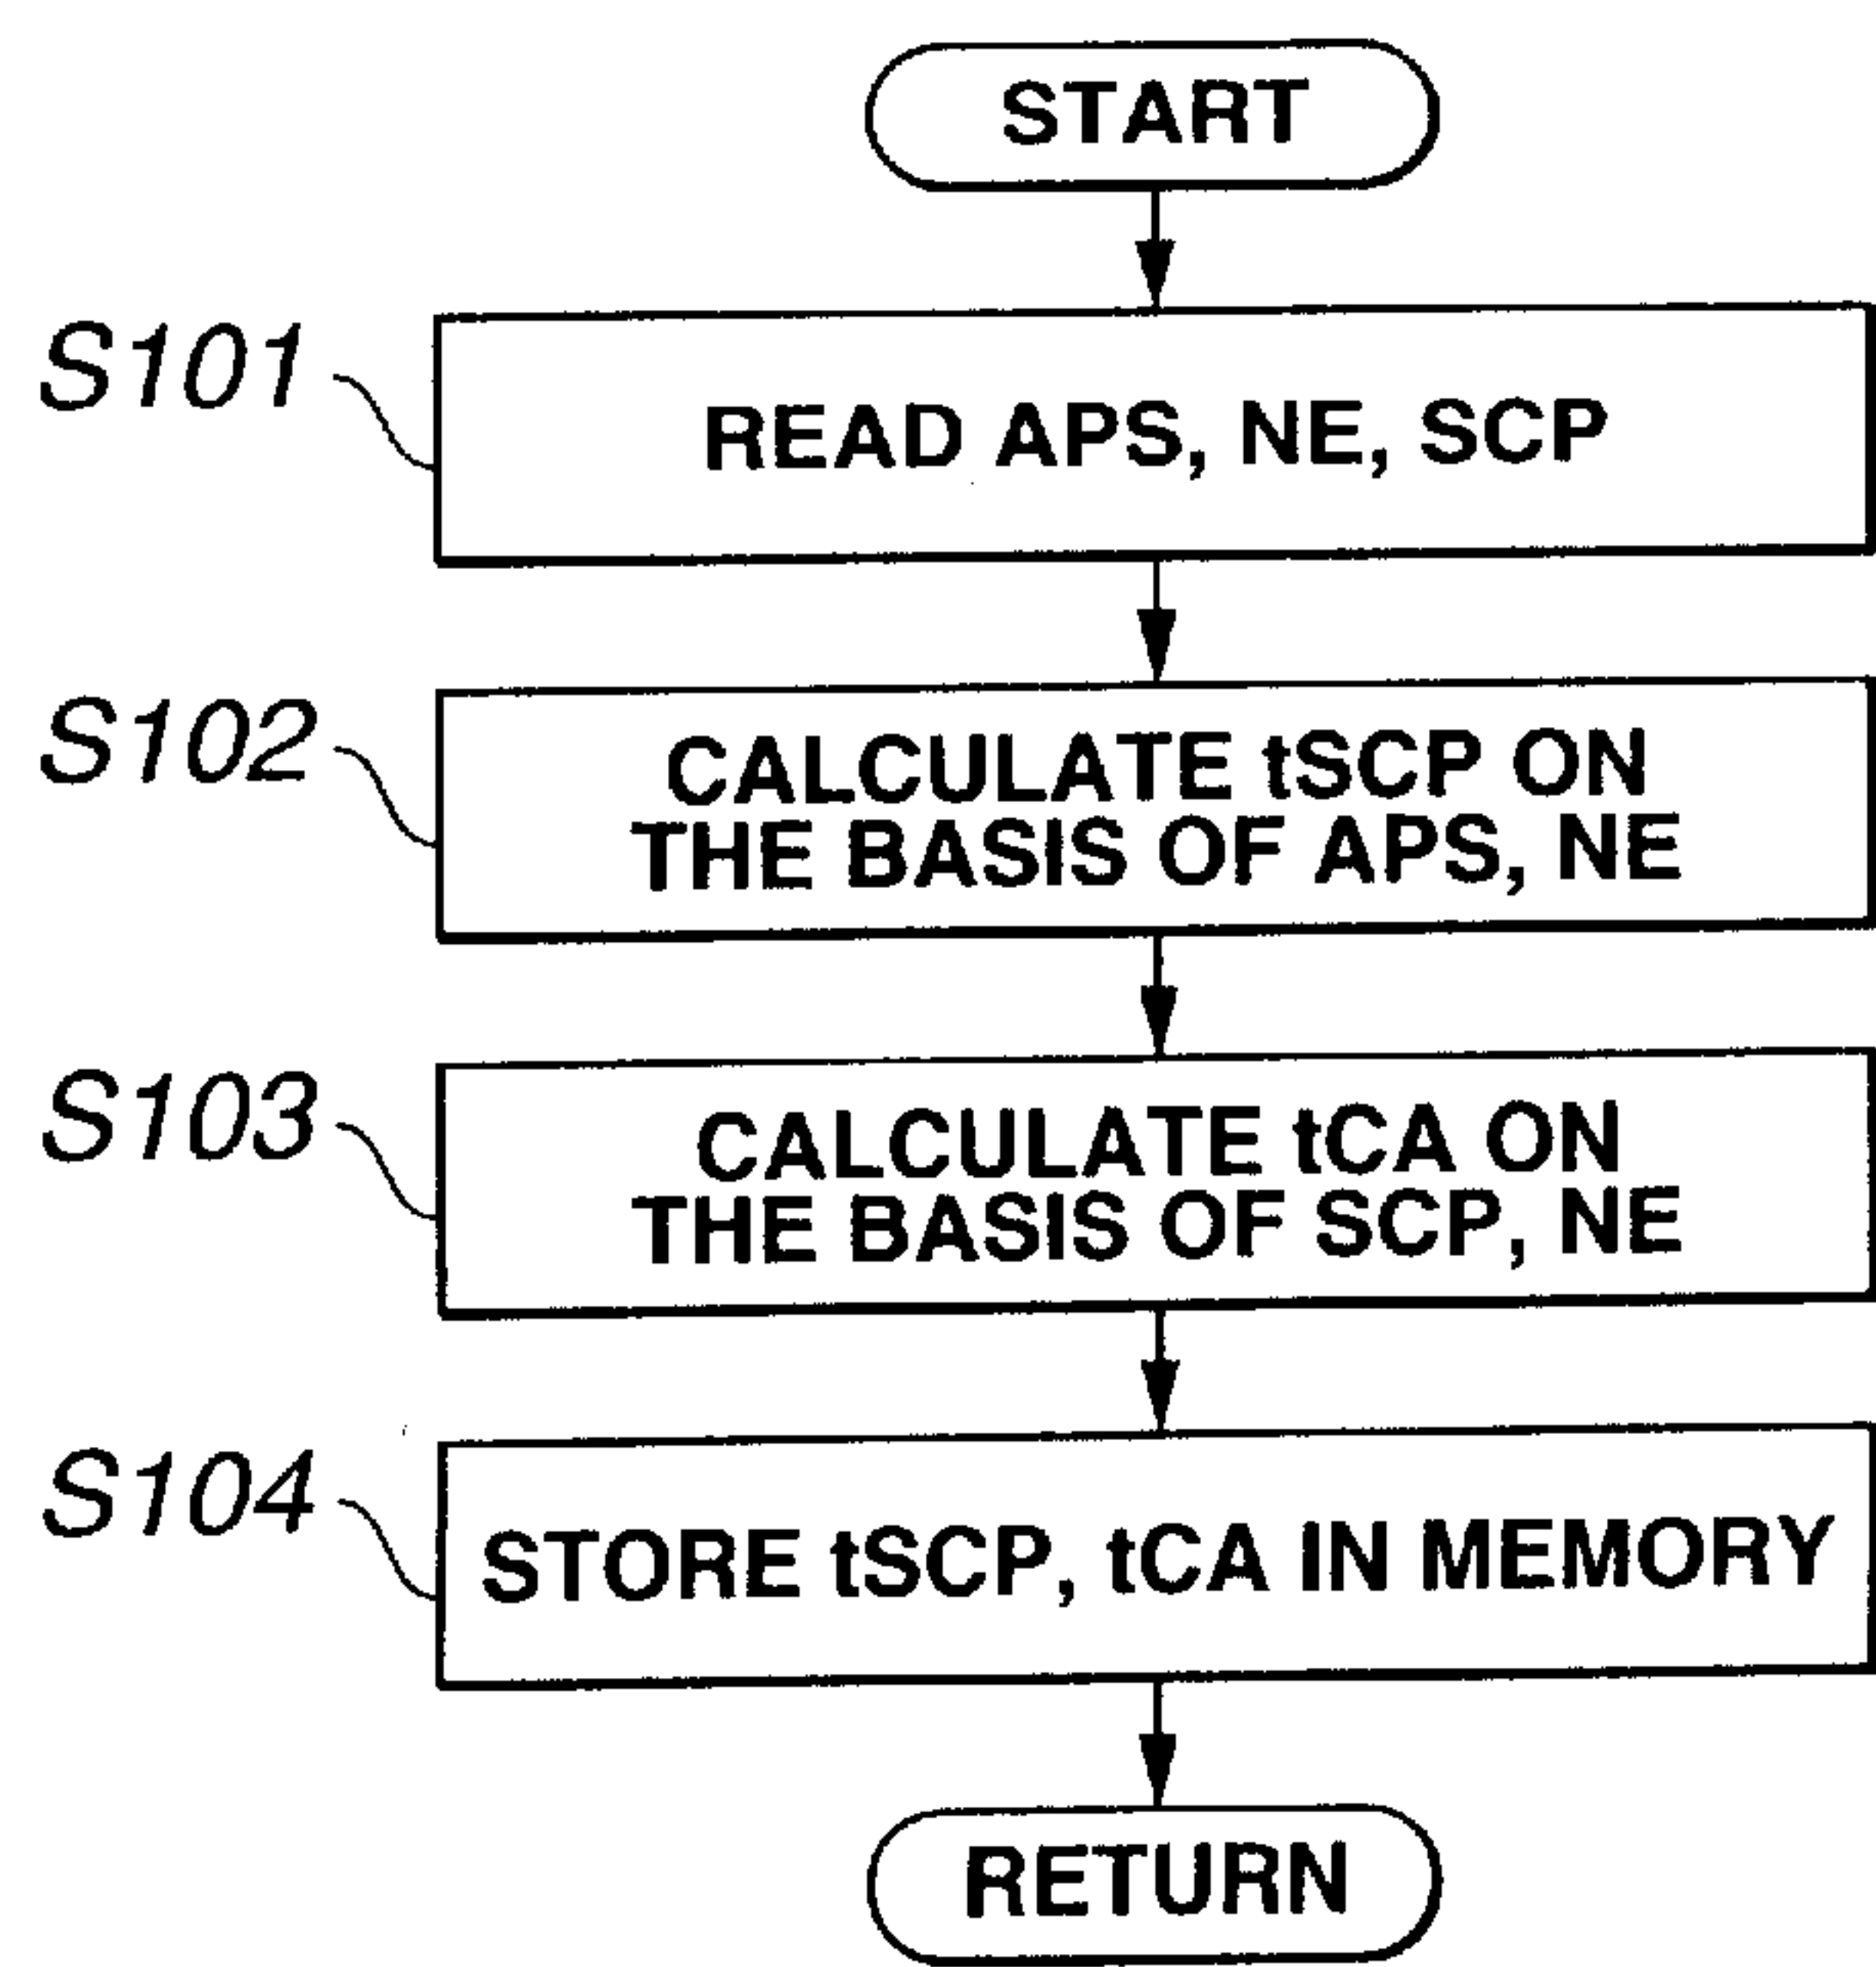 START
S101
READ APS, NE, SCP
S102
CALCULATE tSCP ON
THE BASIS OF APS, NE
S103
CALCULATE tCA ON
THE BASIS OF SCP, NE
S104
STORE tSCP, tCA IN MEMORY
RETURN